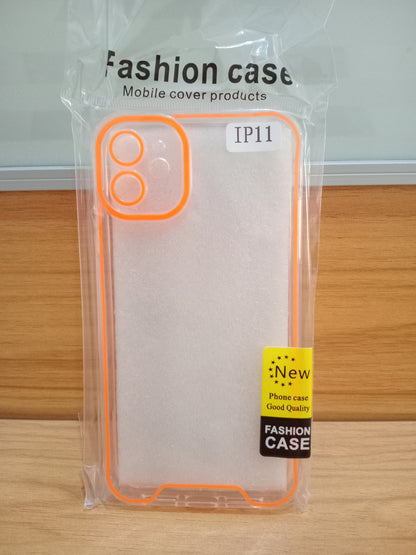 Fashion case
Mobile cover products
IP11
New
Phone case
Good Quality
FASHION
CASE